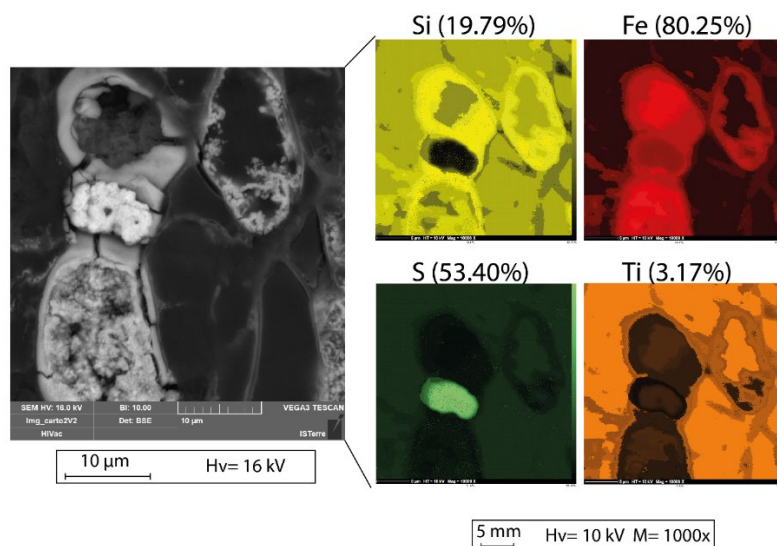 Si (19.79%)
Fe (80.25%)
S (53.40%)
Ti (3.17%)
SEM HV: 16.0 kV
BI: 10.00
VEGA3 TESCAN
Img_carto2V2
Det: BSE
10 µm
HiVac
ISTerre
10 µm
Hv= 16 kV
5 mm
Hv= 10 kV M= 1000x